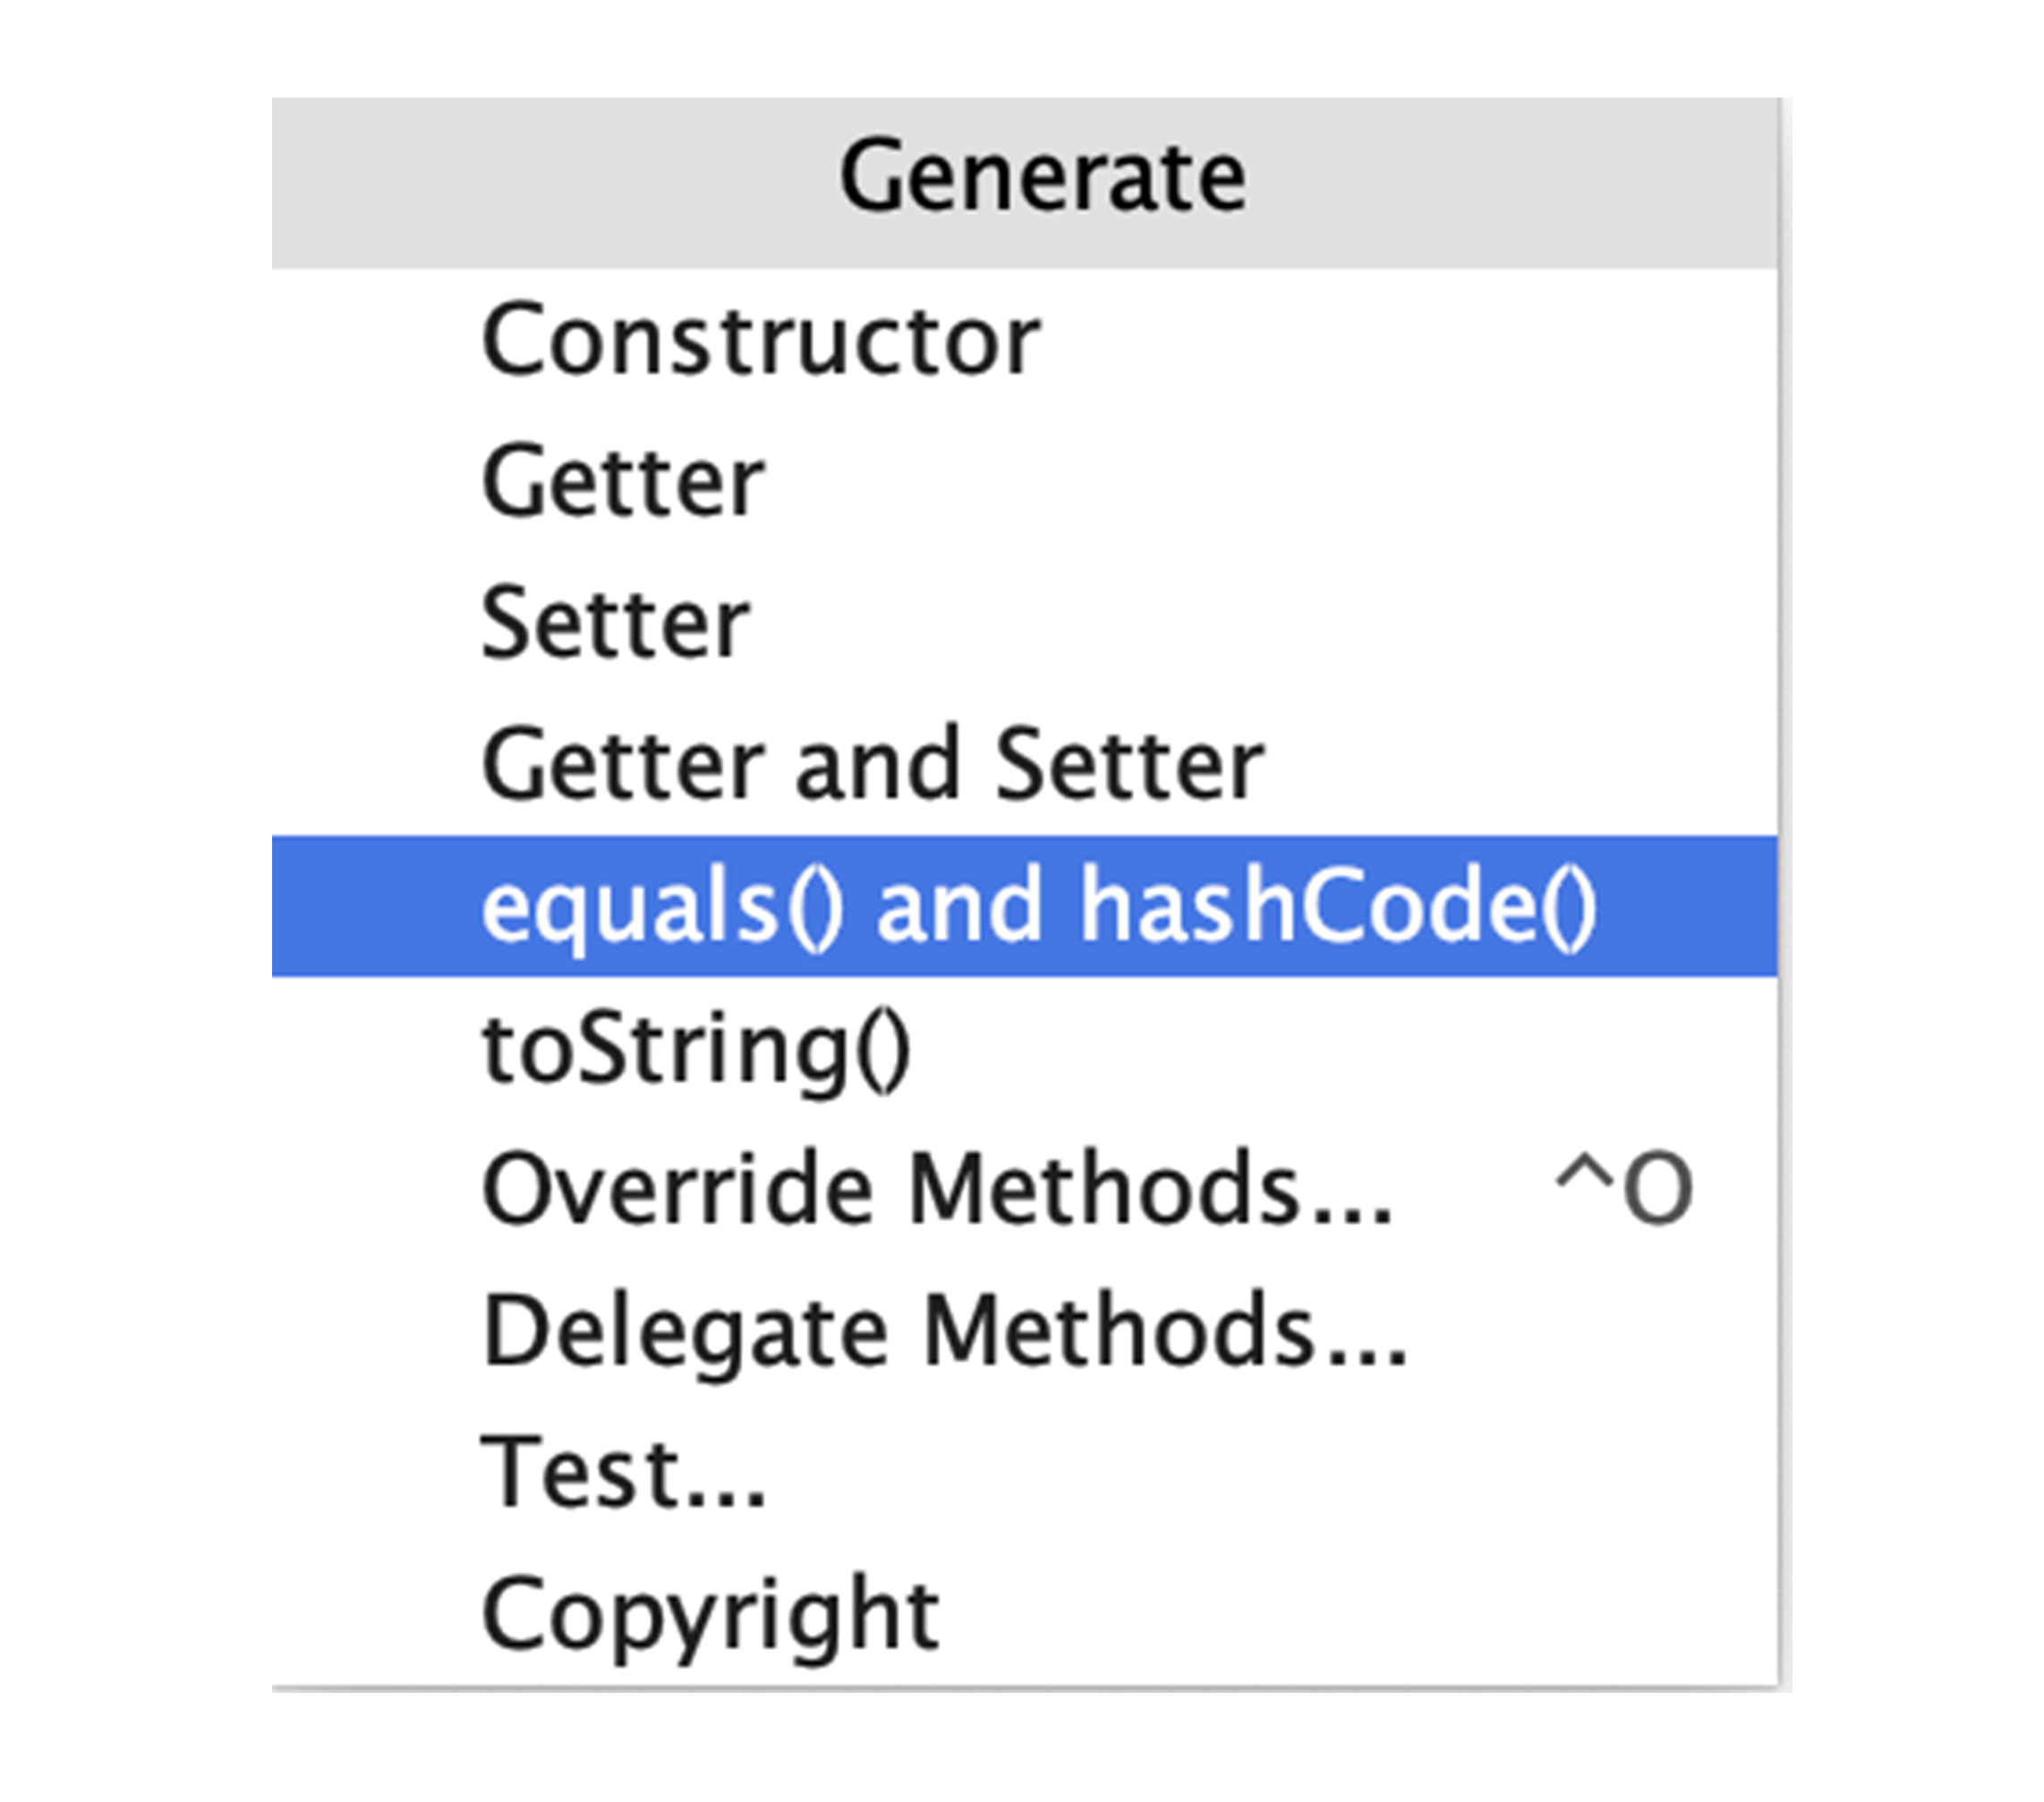 Generate
Constructor
Getter
Setter
Getter and Setter
equals() and hashCode()
toString()
Override Methods... ^O
Delegate Methods...
Test...
Copyright